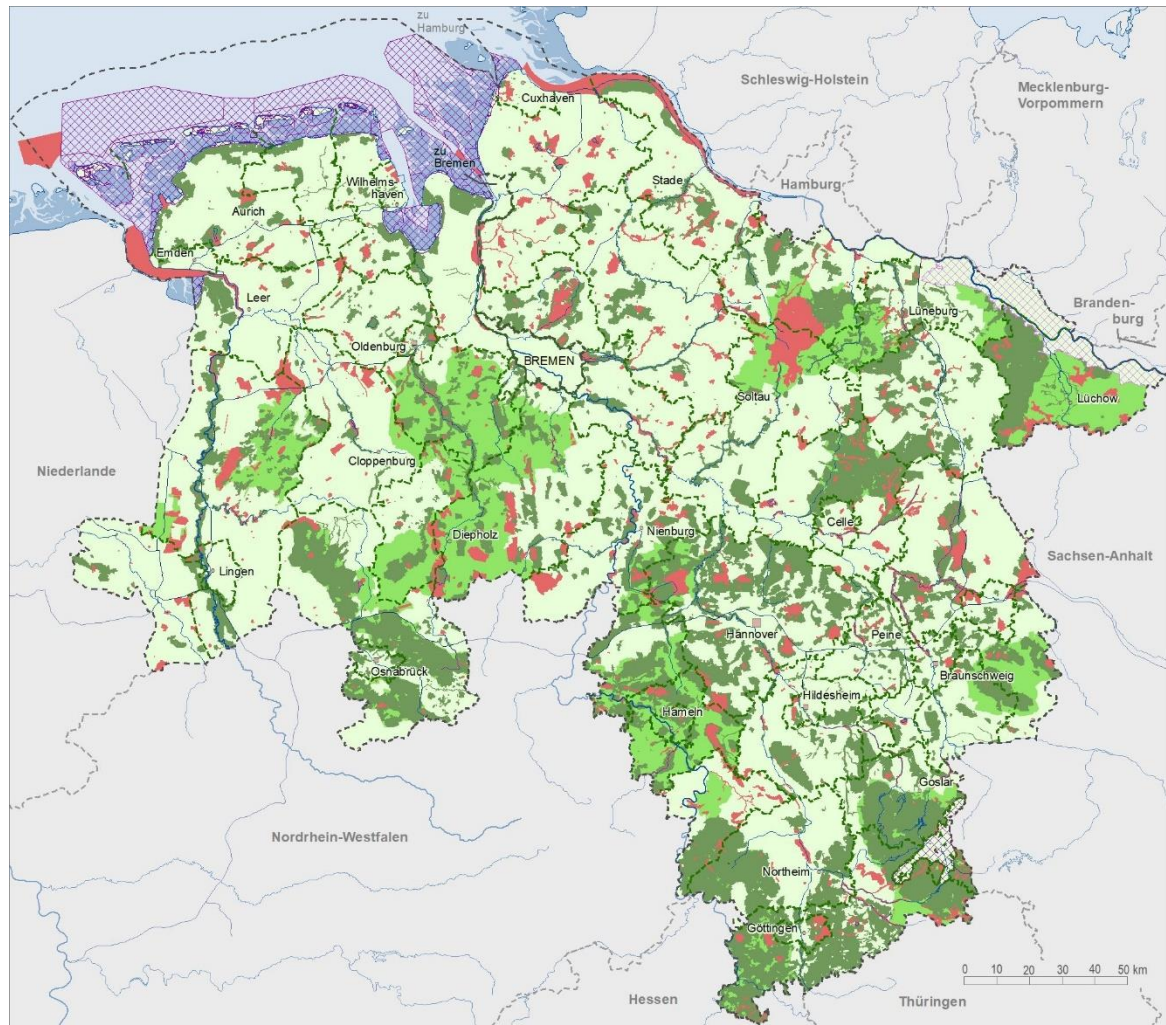 zu
Hamburg
Schleswig-Holstein
Mecklenburg-
Vorpommern
Cuxhaven
zu
Bremen
Wilhelms-
haven
Stade
Hamburg
Aurich
Emden
Leer
Lüneburg
Branden-
burg
Oldenburg
BREMEN
Lüchow
Soltau
Niederlande
Cloppenburg
Celle
Diepholz
Nienburg
Sachsen-Anhalt
Lingen
Hannover
Peine
Osnabrück
Braunschweig
Hildesheim
Hameln
Goslar
Nordrhein-Westfalen
Northeim
Göttingen
0 10 20 30 40 50 km
Hessen
Thüringen